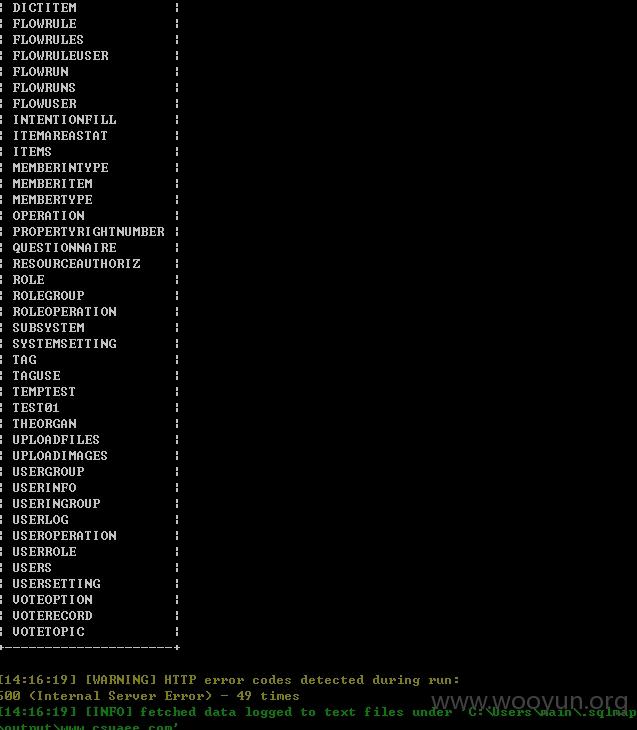 DICTITEM
FLOWRULE
FLOWRULES
FLOWRULEUSER
FLOWRUN
FLOWRUNS
FLOWUSER
INTENTIONFILL
ITEMAREASTAT
ITEMS
MEMBERINTYPE
MEMBERITEM
MEMBERTYPE
OPERATION
PROPERTYRIGHTNUMBER
QUESTIONNAIRE
RESOURCEAUTHORIZ
ROLE
ROLEGROUP
ROLEOPERATION
SUBSYSTEM
SYSTEMSETTING
TAG
TAGUSE
TEMPTEST
TEST01
THEORGAN
UPLOADFILES
UPLOADIMAGES
USERGROUP
USERINFO
USERINGROUP
USERLOG
USEROPERATION
USERROLE
USERS
USERSETTING
VOTEOPTION
VOTERECORD
VOTETOPIC
[14:16:19] [WARNING] HTTP error codes detected during run:
500 (Internal Server Error) - 49 times
[14:16:19] [INFO] fetched data logged to text files under 'C:\Users\main\.sqlmap
\output\www.csuaee.com'
www.wooyun.org